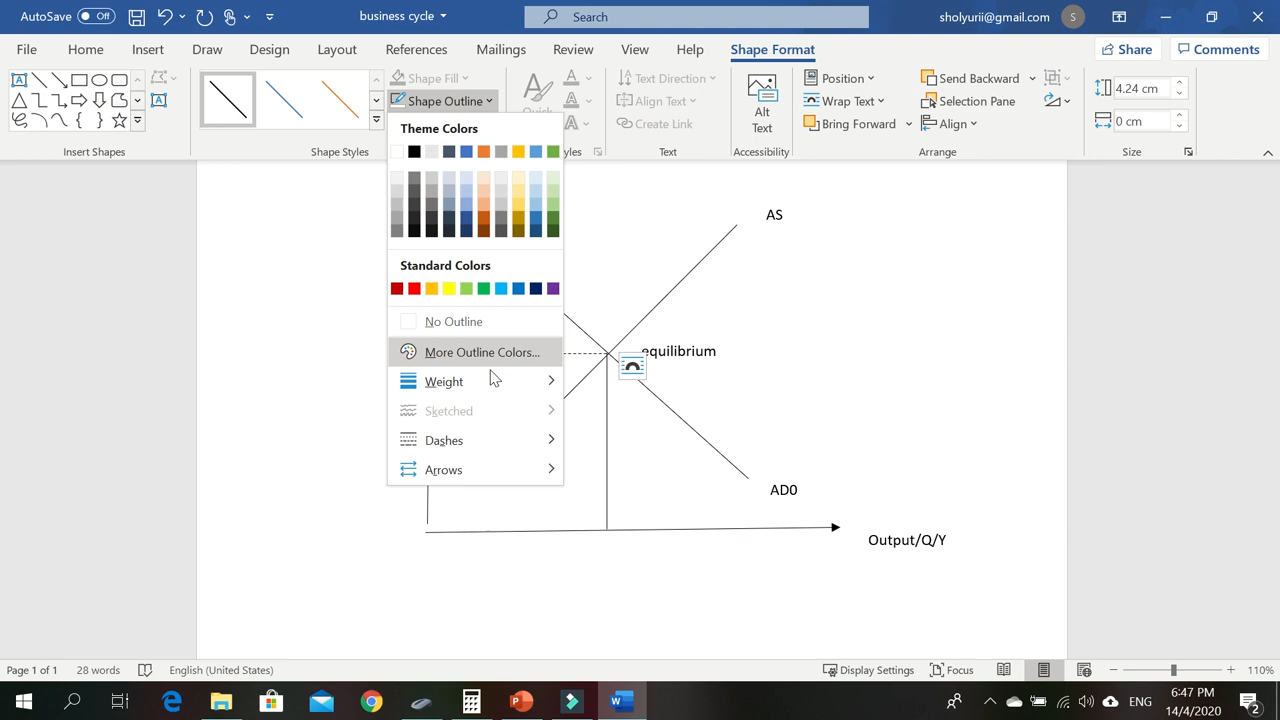 AutoSave Off business cycle Search sholyurii@gmail.com S
File Home Insert Draw Design Layout References Mailings Review View Help Shape Format Share Comments
Shape Fill
Shape Outline
Quick
Text Direction
Align Text
Create Link
Alt
Text
Position
Wrap Text
Bring Forward
Send Backward
Selection Pane
Align
4.24 cm
0 cm
Insert Shapes Shape Styles yles Text Accessibility Arrange Size
Theme Colors
Standard Colors
No Outline
More Outline Colors...
Weight
Sketched
Dashes
Arrows
AS
equilibrium
AD0
Output/Q/Y
Page 1 of 1 28 words English (United States) Display Settings Focus 110%
ENG 6:47 PM
14/4/2020
2